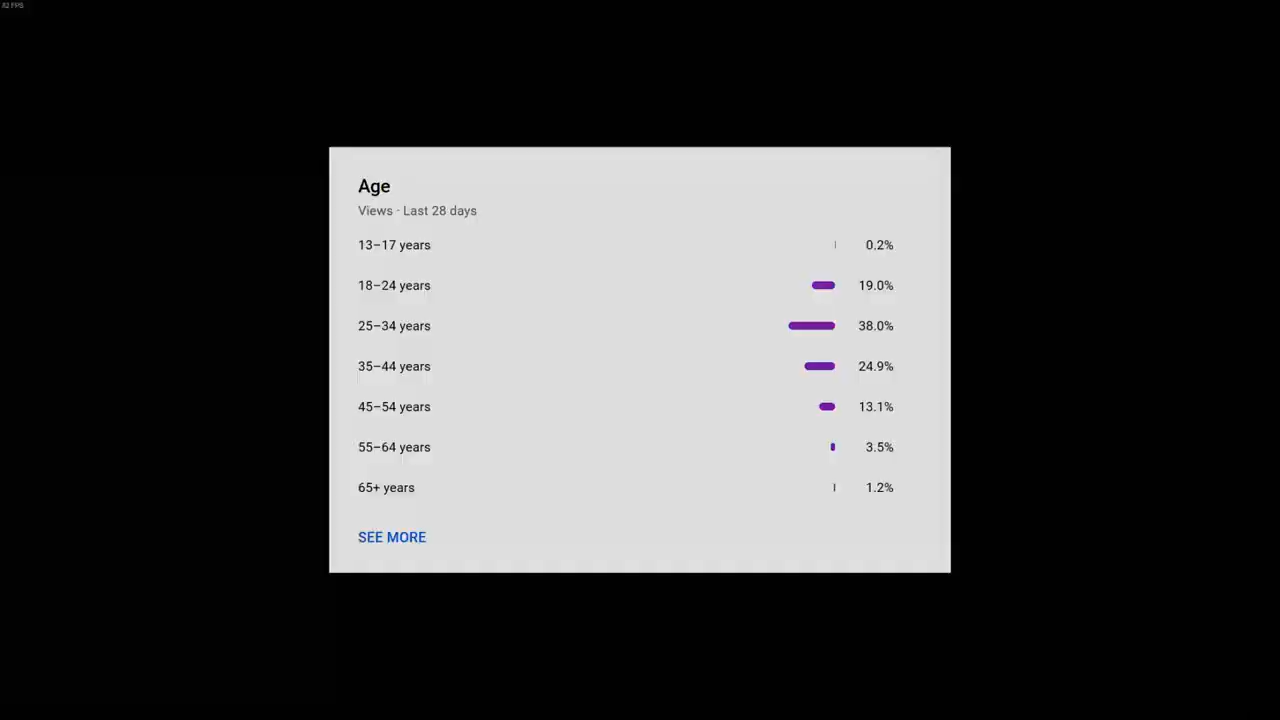 82 FPS
Age
Views · Last 28 days
13–17 years 0.2%
18–24 years 19.0%
25–34 years 38.0%
35–44 years 24.9%
45–54 years 13.1%
55–64 years 3.5%
65+ years 1.2%
SEE MORE